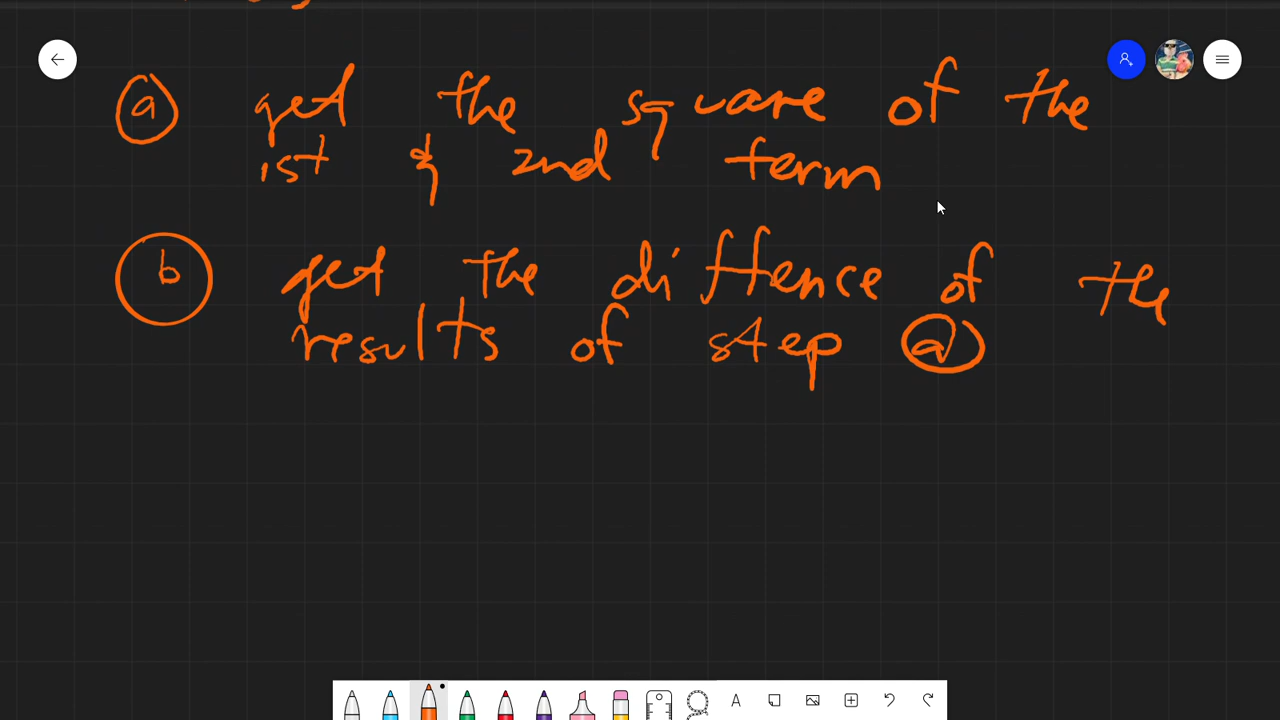 ⓐ get the square of the
1st & 2nd term
ⓑ get the diffence of the
results of step ⓐ
A